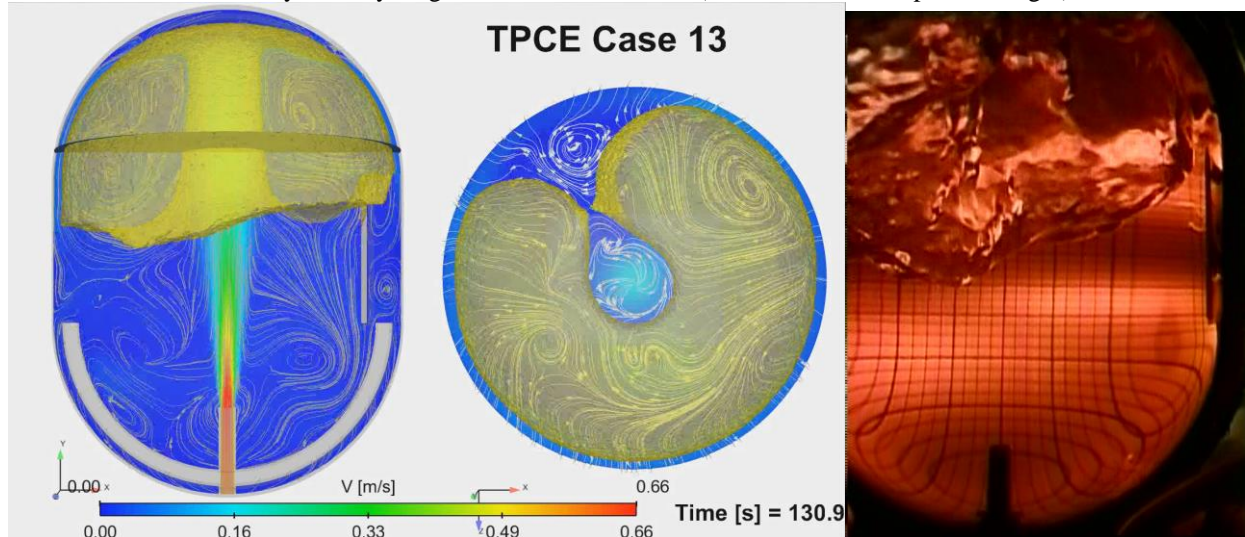 TPCE Case 13
Y
0.00 X V [m/s] X 0.66
Z
Time [s] = 130.9
0.00 0.16 0.33 0.49 0.66